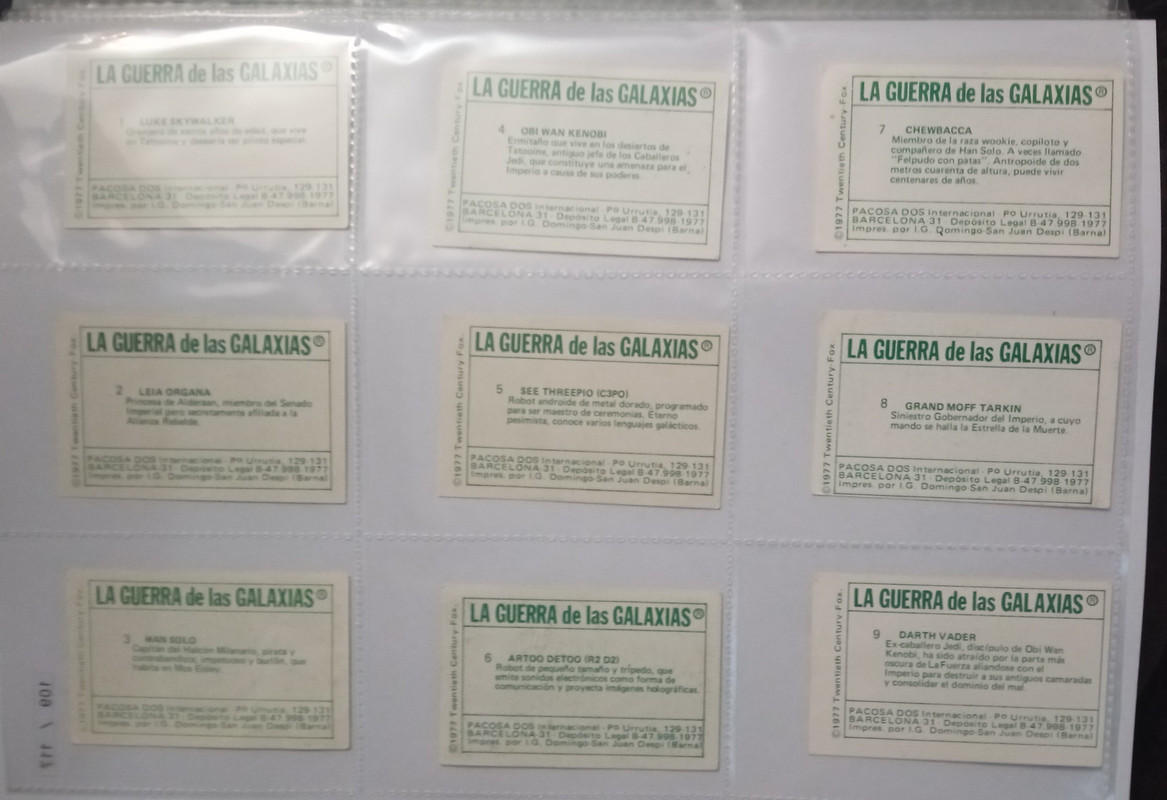 LA GUERRA de las GALAXIAS®
©1977 Twentieth Century Fox.
1 LUKE SKYWALKER
Granjero de veinte años de edad, que vive
en Tatooine y desearía ser piloto espacial.
PACOSA DOS Internacional · Pº Urrutia, 129-131
BARCELONA-31 · Depósito Legal B-47.998-1977
Impres. por I.G. Domingo-San Juan Despi (Barna)
LA GUERRA de las GALAXIAS®
©1977 Twentieth Century Fox.
4 OBI WAN KENOBI
Ermitaño que vive en los desiertos de
Tatooine, antiguo jefe de los Caballeros
Jedi, que constituye una amenaza para el
Imperio a causa de sus poderes.
PACOSA DOS Internacional · Pº Urrutia, 129-131
BARCELONA-31 · Depósito Legal B-47.998-1977
Impres. por I.G. Domingo-San Juan Despi (Barna)
LA GUERRA de las GALAXIAS®
©1977 Twentieth Century Fox.
7 CHEWBACCA
Miembro de la raza wookie, copiloto y
compañero de Han Solo. A veces llamado
"Felpudo con patas". Antropoide de dos
metros cuarenta de altura, puede vivir
centenares de años.
PACOSA DOS Internacional · Pº Urrutia, 129-131
BARCELONA-31 · Depósito Legal B-47.998-1977
Impres. por I.G. Domingo-San Juan Despi (Barna)
LA GUERRA de las GALAXIAS®
©1977 Twentieth Century Fox.
2 LEIA ORGANA
Princesa de Alderaan, miembro del Senado
Imperial pero secretamente afiliada a la
Alianza Rebelde.
PACOSA DOS Internacional · Pº Urrutia, 129-131
BARCELONA-31 · Depósito Legal B-47.998-1977
Impres. por I.G. Domingo-San Juan Despi (Barna)
LA GUERRA de las GALAXIAS®
©1977 Twentieth Century Fox.
5 SEE THREEPIO (C3PO)
Robot androide de metal dorado, programado
para ser maestro de ceremonias. Eterno
pesimista, conoce varios lenguajes galácticos.
PACOSA DOS Internacional · Pº Urrutia, 129-131
BARCELONA-31 · Depósito Legal B-47.998-1977
Impres. por I.G. Domingo-San Juan Despi (Barna)
LA GUERRA de las GALAXIAS®
©1977 Twentieth Century Fox.
8 GRAND MOFF TARKIN
Siniestro Gobernador del Imperio, a cuyo
mando se halla la Estrella de la Muerte.
PACOSA DOS Internacional · Pº Urrutia, 129-131
BARCELONA-31 · Depósito Legal B-47.998-1977
Impres. por I.G. Domingo-San Juan Despi (Barna)
LA GUERRA de las GALAXIAS®
©1977 Twentieth Century Fox.
3 HAN SOLO
Capitán del Halcón Milenario, pirata y
contrabandista, impetuoso y burlón, que
habita en Mos Eisley.
PACOSA DOS Internacional · Pº Urrutia, 129-131
BARCELONA-31 · Depósito Legal B-47.998-1977
Impres. por I.G. Domingo-San Juan Despi (Barna)
LA GUERRA de las GALAXIAS®
©1977 Twentieth Century Fox.
6 ARTOO DETOO (R2 D2)
Robot de pequeño tamaño y trípedo, que
emite sonidos electrónicos como forma de
comunicación y proyecta imágenes holográficas.
PACOSA DOS Internacional · Pº Urrutia, 129-131
BARCELONA-31 · Depósito Legal B-47.998-1977
Impres. por I.G. Domingo-San Juan Despi (Barna)
LA GUERRA de las GALAXIAS®
©1977 Twentieth Century Fox.
9 DARTH VADER
Ex-caballero Jedi, discípulo de Obi Wan
Kenobi, ha sido atraído por la parte más
oscura de La Fuerza aliandose con el
Imperio para destruir a sus antiguos camaradas
y consolidar el dominio del mal.
PACOSA DOS Internacional · Pº Urrutia, 129-131
BARCELONA-31 · Depósito Legal B-47.998-1977
Impres. por I.G. Domingo-San Juan Despi (Barna)